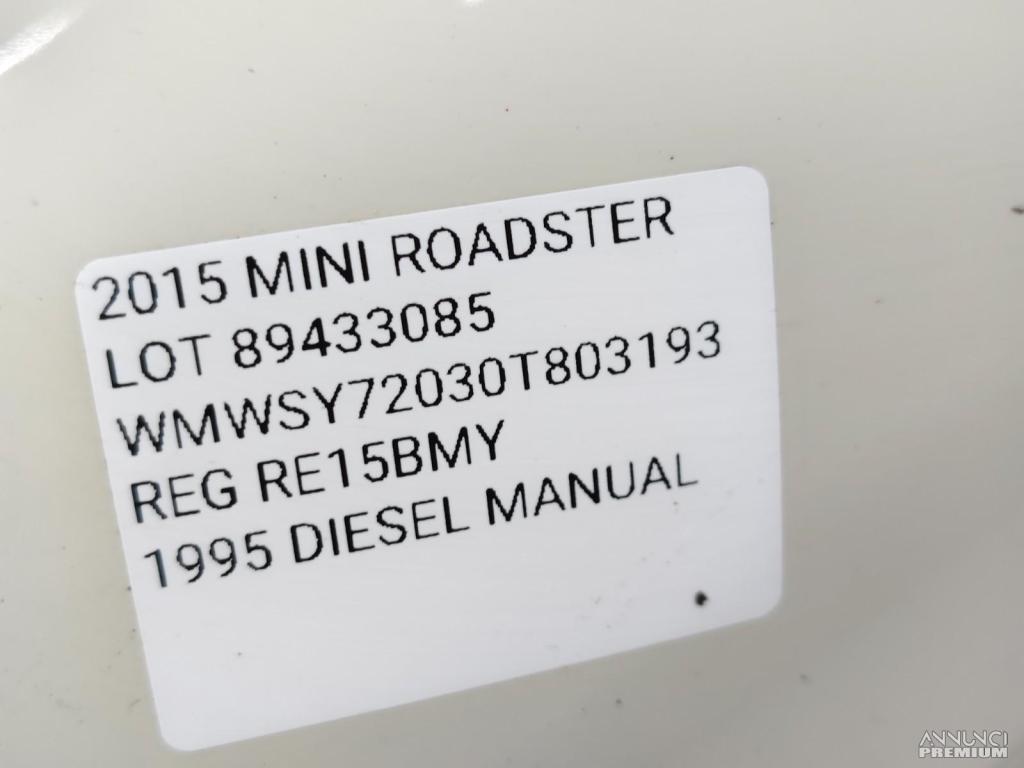 2015 MINI ROADSTER
LOT 89433085
WMWSY72030T803193
REG RE15BMY
1995 DIESEL MANUAL
ANNUNCI
PREMIUM